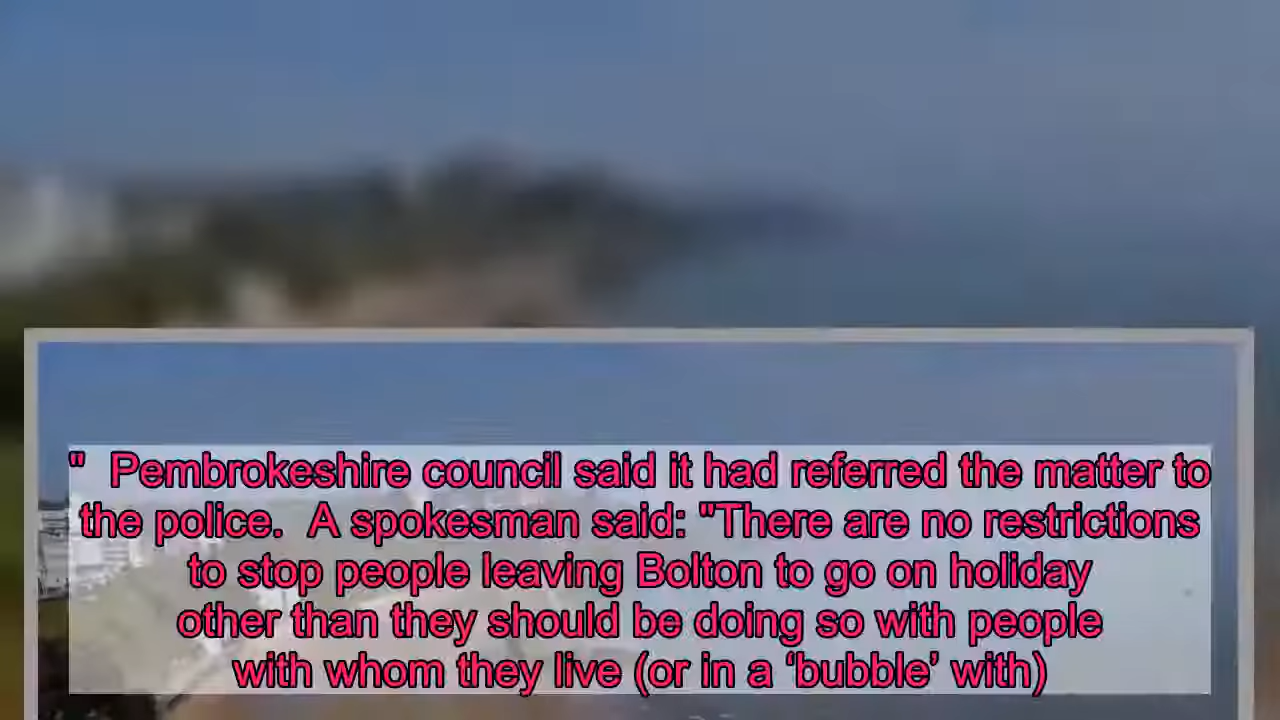 "  Pembrokeshire council said it had referred the matter to
the police.  A spokesman said: "There are no restrictions
to stop people leaving Bolton to go on holiday
other than they should be doing so with people
with whom they live (or in a ‘bubble’ with)